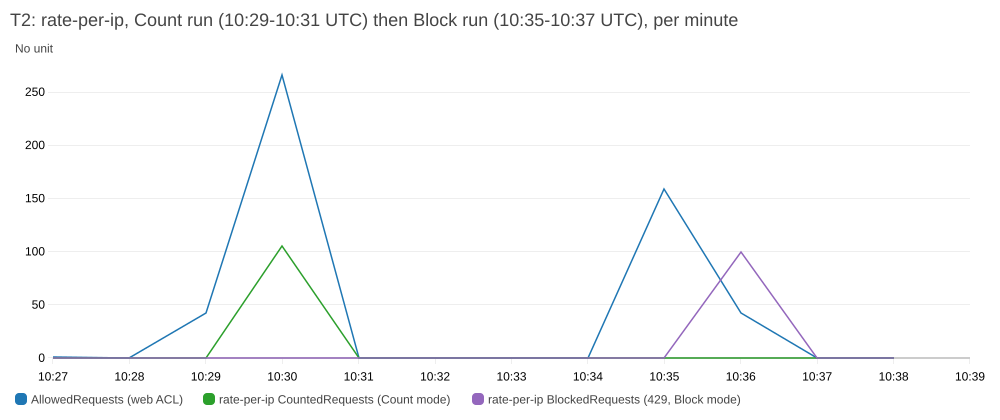 T2: rate-per-ip, Count run (10:29-10:31 UTC) then Block run (10:35-10:37 UTC), per minute
No unit
250
200
150
100
50
0
10:27 10:28 10:29 10:30 10:31 10:32 10:33 10:34 10:35 10:36 10:37 10:38 10:39
AllowedRequests (web ACL) rate-per-ip CountedRequests (Count mode) rate-per-ip BlockedRequests (429, Block mode)